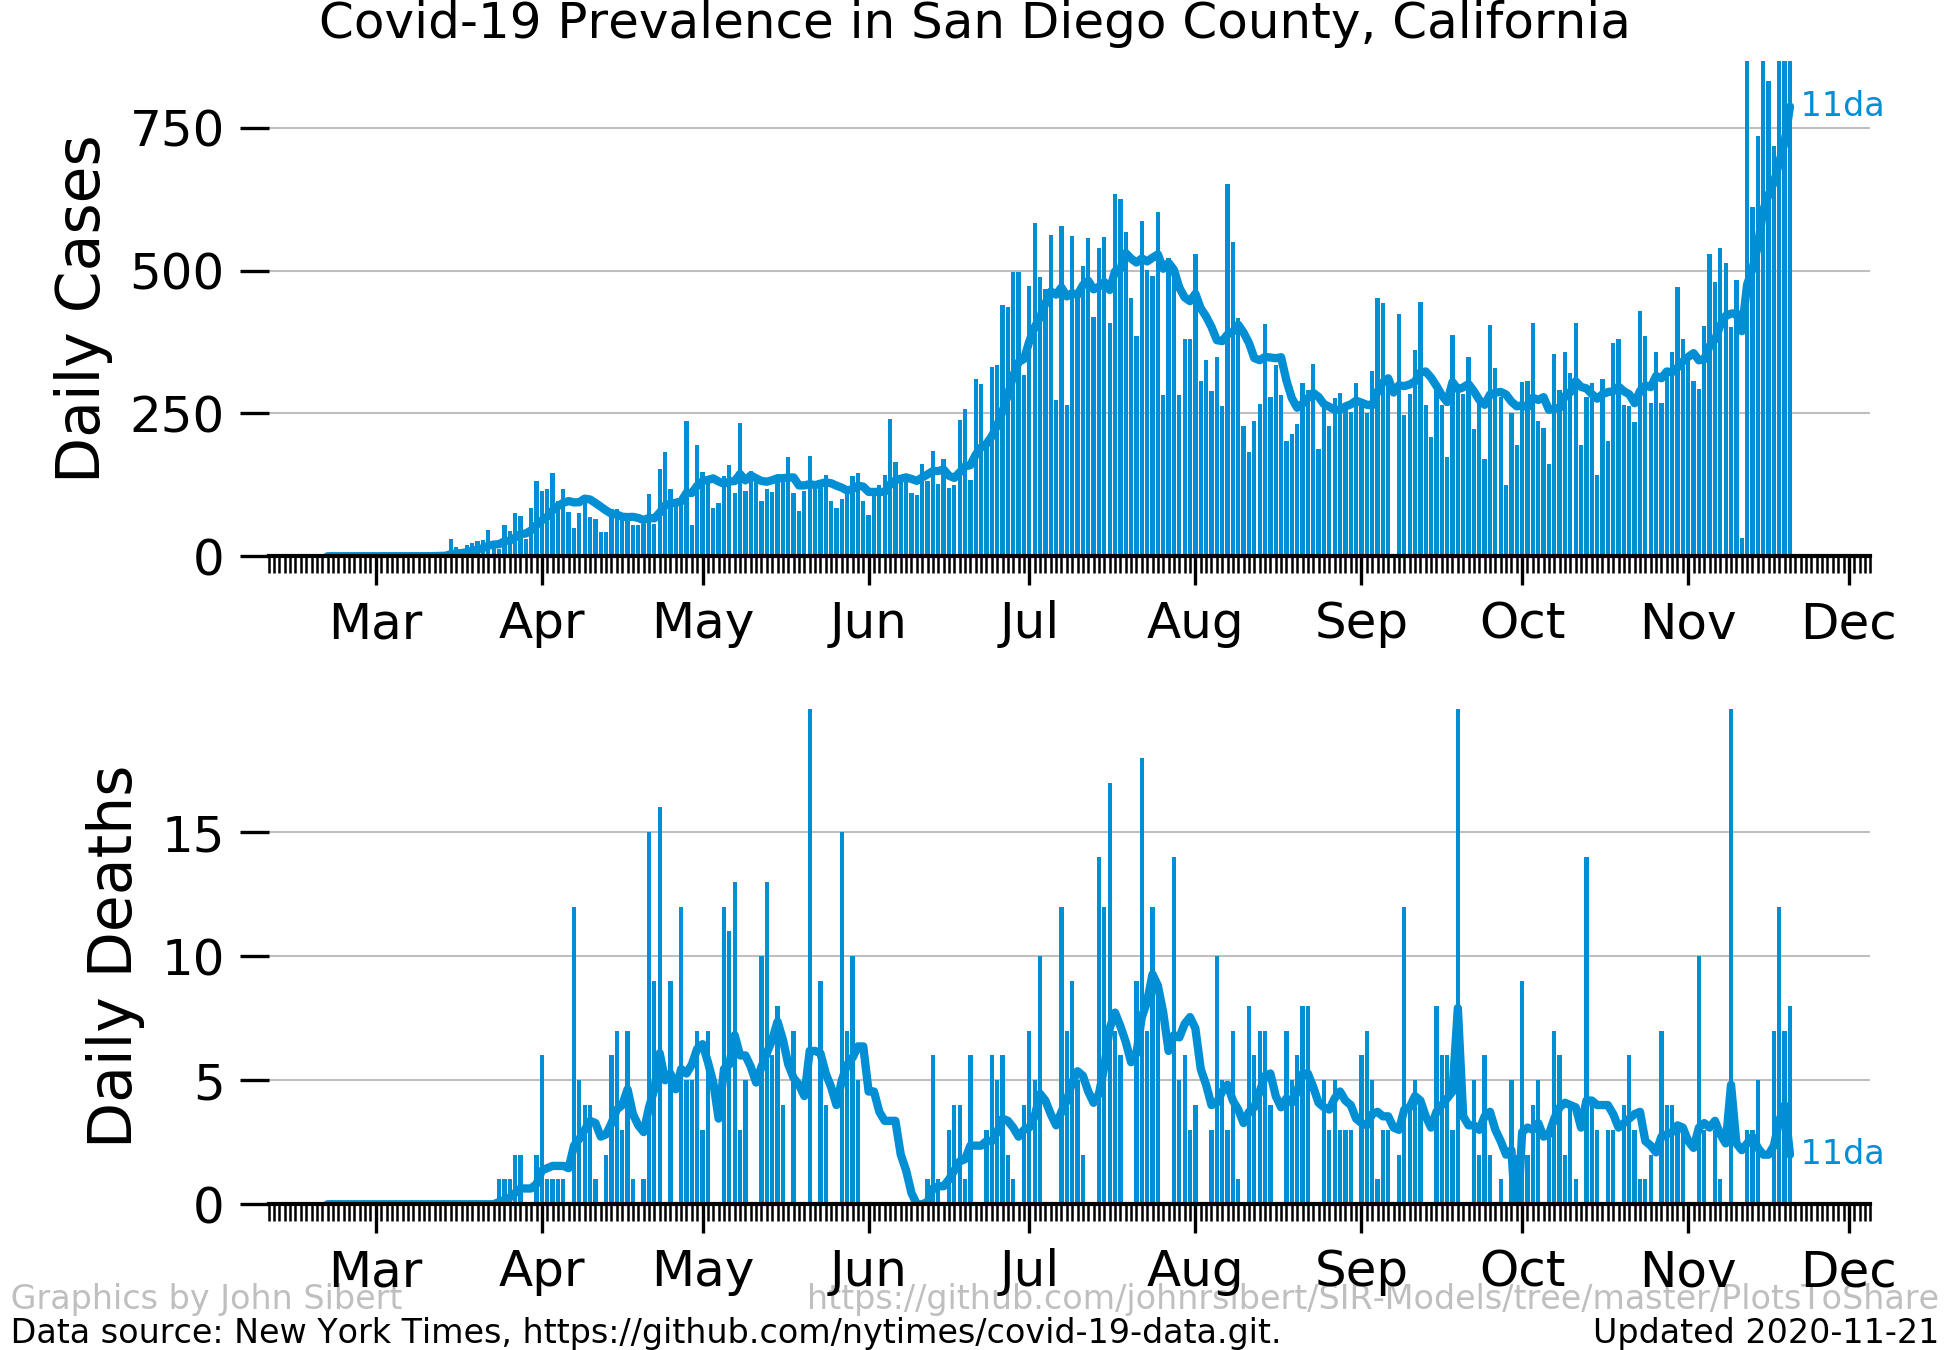 Covid-19 Prevalence in San Diego County, California
Daily Cases
750
500
250
0
11da
Mar Apr May Jun Jul Aug Sep Oct Nov Dec
Daily Deaths
15
10
5
0
11da
Mar Apr May Jun Jul Aug Sep Oct Nov Dec
Graphics by John Sibert https://github.com/johnrsibert/SIR-Models/tree/master/PlotsToShare
Data source: New York Times, https://github.com/nytimes/covid-19-data.git. Updated 2020-11-21